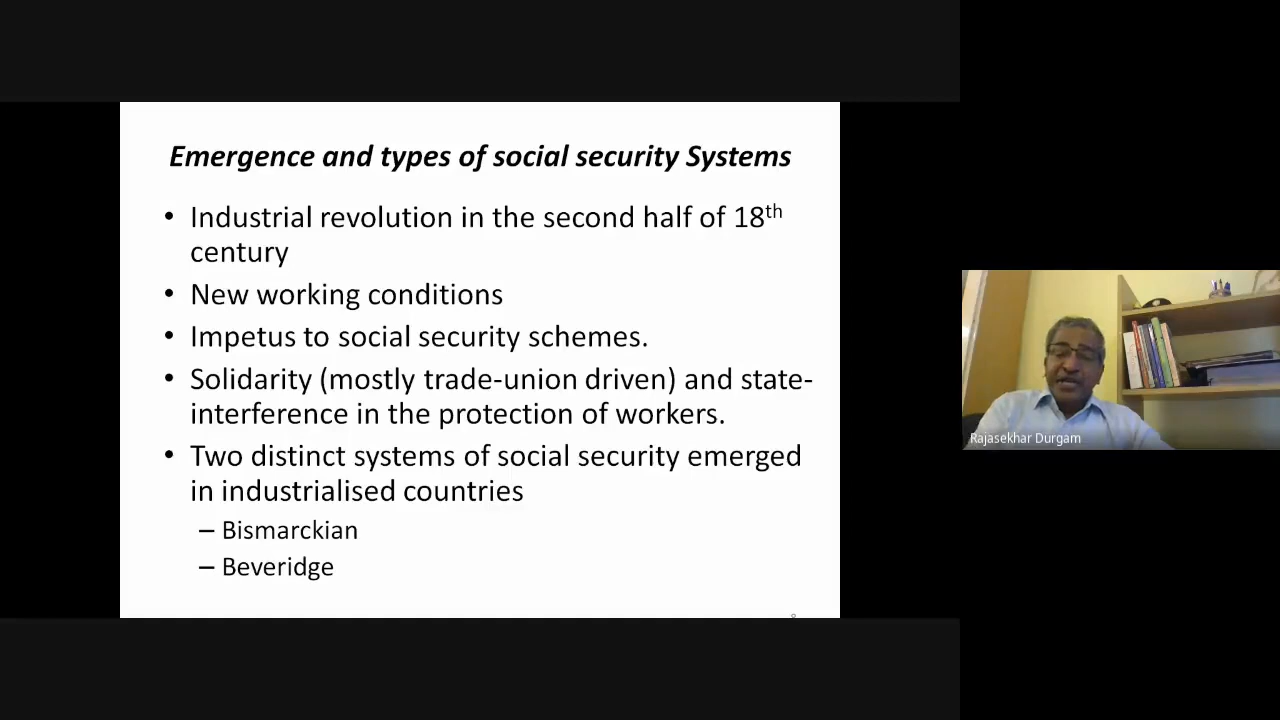 Emergence and types of social security Systems
• Industrial revolution in the second half of 18th
century
• New working conditions
• Impetus to social security schemes.
• Solidarity (mostly trade-union driven) and state-
interference in the protection of workers.
• Two distinct systems of social security emerged
in industrialised countries
– Bismarckian
– Beveridge
Rajasekhar Durgam